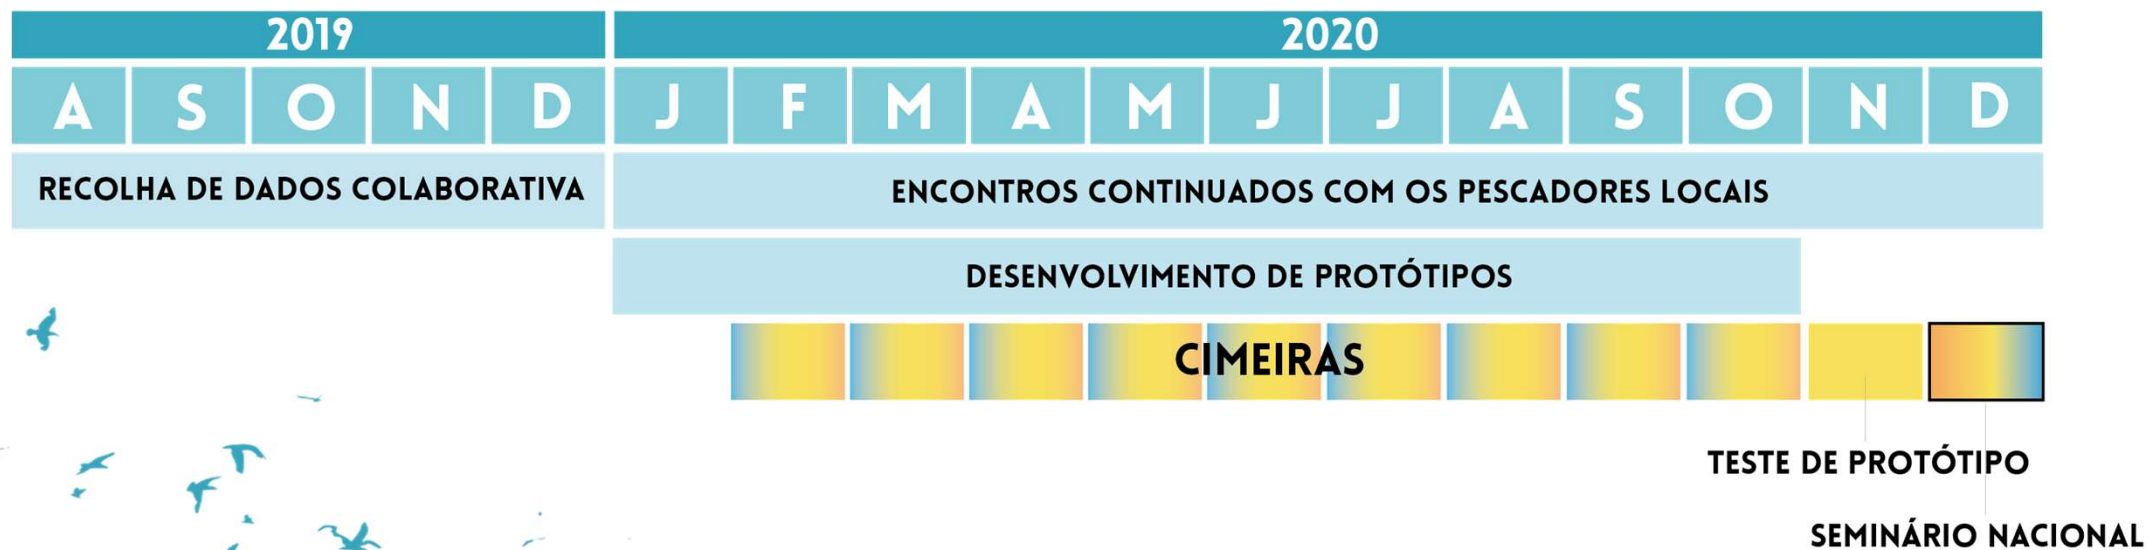 2019 2020
A S O N D J F M A M J J A S O N D
RECOLHA DE DADOS COLABORATIVA ENCONTROS CONTINUADOS COM OS PESCADORES LOCAIS
DESENVOLVIMENTO DE PROTÓTIPOS
CIMEIRAS
TESTE DE PROTÓTIPO
SEMINÁRIO NACIONAL